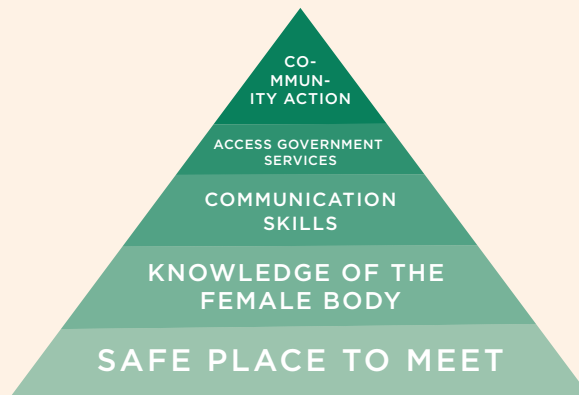 CO-
MMUN-
ITY ACTION
ACCESS GOVERNMENT
SERVICES
COMMUNICATION
SKILLS
KNOWLEDGE OF THE
FEMALE BODY
SAFE PLACE TO MEET